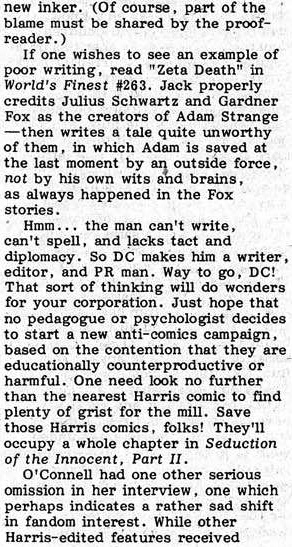 new inker. (Of course, part of the
blame must be shared by the proof-
reader.)
If one wishes to see an example of
poor writing, read "Zeta Death" in
World's Finest #263. Jack properly
credits Julius Schwartz and Gardner
Fox as the creators of Adam Strange
—then writes a tale quite unworthy
of them, in which Adam is saved at
the last moment by an outside force,
not by his own wits and brains,
as always happened in the Fox
stories.
Hmm... the man can't write,
can't spell, and lacks tact and
diplomacy. So DC makes him a writer,
editor, and PR man. Way to go, DC!
That sort of thinking will do wonders
for your corporation. Just hope that
no pedagogue or psychologist decides
to start a new anti-comics campaign,
based on the contention that they are
educationally counterproductive or
harmful. One need look no further
than the nearest Harris comic to find
plenty of grist for the mill. Save
those Harris comics, folks! They'll
occupy a whole chapter in Seduction
of the Innocent, Part II.
O'Connell had one other serious
omission in her interview, one which
perhaps indicates a rather sad shift
in fandom interest. While other
Harris-edited features received